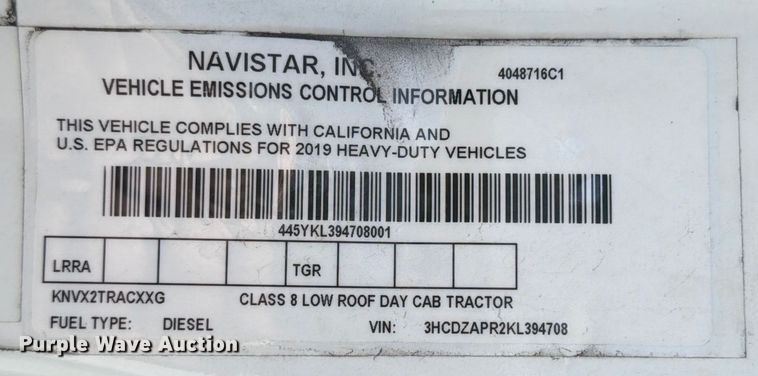 NAVISTAR, INC.
4048716C1
VEHICLE EMISSIONS CONTROL INFORMATION
THIS VEHICLE COMPLIES WITH CALIFORNIA AND
U.S. EPA REGULATIONS FOR 2019 HEAVY-DUTY VEHICLES
445YKL394708001
LRRA TGR
KNVX2TRACXXG CLASS 8 LOW ROOF DAY CAB TRACTOR
FUEL TYPE: DIESEL VIN: 3HCDZAPR2KL394708
Purple Wave Auction